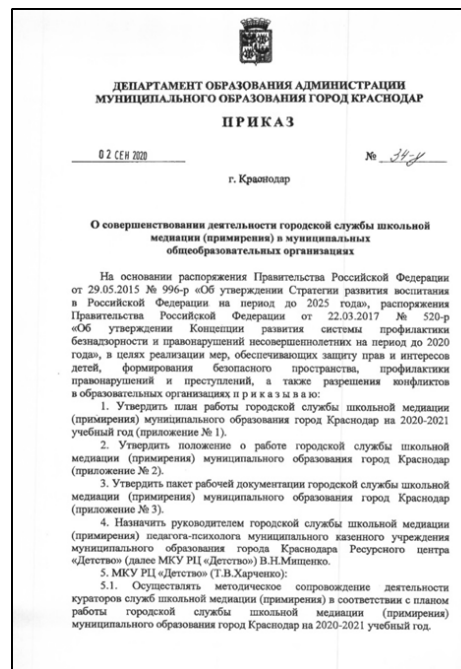 ДЕПАРТАМЕНТ ОБРАЗОВАНИЯ АДМИНИСТРАЦИИ
МУНИЦИПАЛЬНОГО ОБРАЗОВАНИЯ ГОРОД КРАСНОДАР
ПРИКАЗ
02 СЕН 2020 № 34-у
г. Краснодар
О совершенствовании деятельности городской службы школьной
медиации (примирения) в муниципальных
общеобразовательных организациях
На основании распоряжения Правительства Российской Федерации
от 29.05.2015 № 996-р «Об утверждении Стратегии развития воспитания
в Российской Федерации на период до 2025 года», распоряжения
Правительства Российской Федерации от 22.03.2017 № 520-р
«Об утверждении Концепции развития системы профилактики
безнадзорности и правонарушений несовершеннолетних на период до 2020
года», в целях реализации мер, обеспечивающих защиту прав и интересов
детей, формирования безопасного пространства, профилактики
правонарушений и преступлений, а также разрешения конфликтов
в образовательных организациях п р и к а з ы в а ю:
1. Утвердить план работы городской службы школьной медиации
(примирения) муниципального образования город Краснодар на 2020-2021
учебный год (приложение № 1).
2. Утвердить положение о работе городской службы школьной
медиации (примирения) муниципального образования город Краснодар
(приложение № 2).
3. Утвердить пакет рабочей документации городской службы школьной
медиации (примирения) муниципального образования город Краснодар
(приложение № 3).
4. Назначить руководителем городской службы школьной медиации
(примирения) педагога-психолога муниципального казенного учреждения
муниципального образования города Краснодара Ресурсного центра
«Детство» (далее МКУ РЦ «Детство») В.Н.Мищенко.
5. МКУ РЦ «Детство» (Т.В.Харченко):
5.1. Осуществлять методическое сопровождение деятельности
кураторов служб школьной медиации (примирения) в соответствии с планом
работы городской службы школьной медиации (примирения)
муниципального образования город Краснодар на 2020-2021 учебный год.